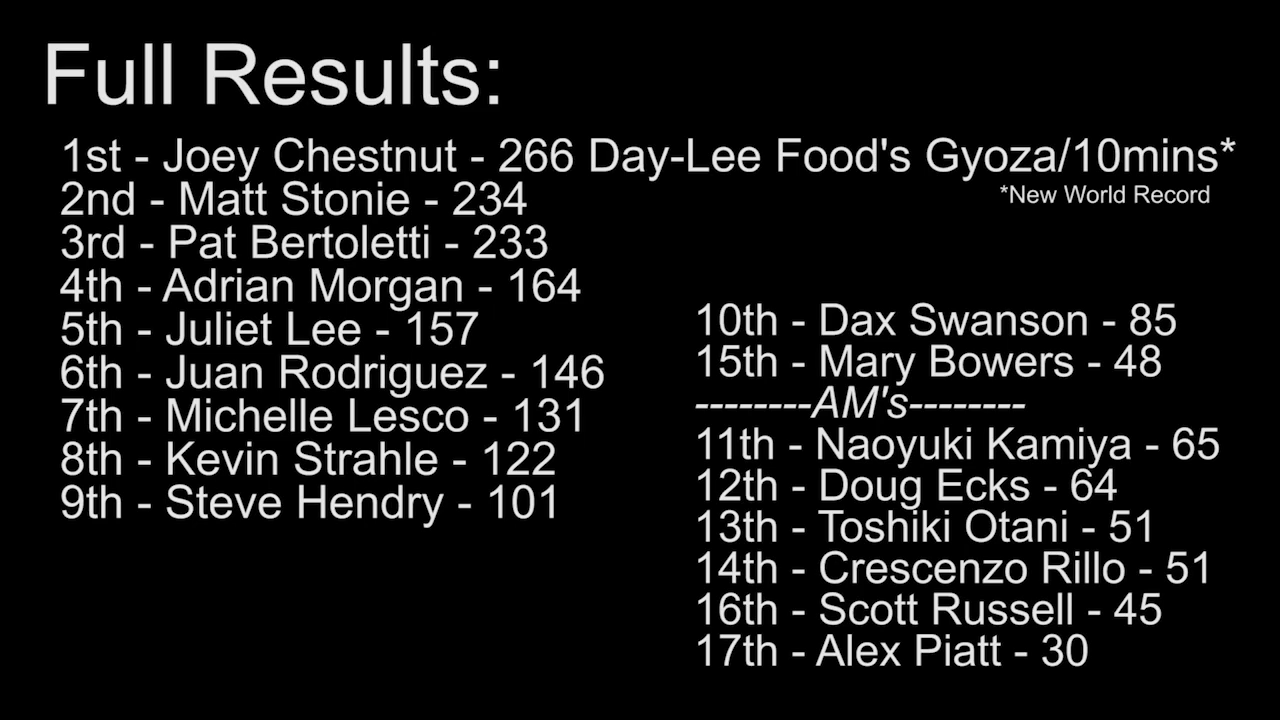 Full Results:
1st - Joey Chestnut - 266 Day-Lee Food's Gyoza/10mins*
*New World Record
2nd - Matt Stonie - 234
3rd - Pat Bertoletti - 233
4th - Adrian Morgan - 164
5th - Juliet Lee - 157
6th - Juan Rodriguez - 146
7th - Michelle Lesco - 131
8th - Kevin Strahle - 122
9th - Steve Hendry - 101
10th - Dax Swanson - 85
15th - Mary Bowers - 48
--------AM's--------
11th - Naoyuki Kamiya - 65
12th - Doug Ecks - 64
13th - Toshiki Otani - 51
14th - Crescenzo Rillo - 51
16th - Scott Russell - 45
17th - Alex Piatt - 30